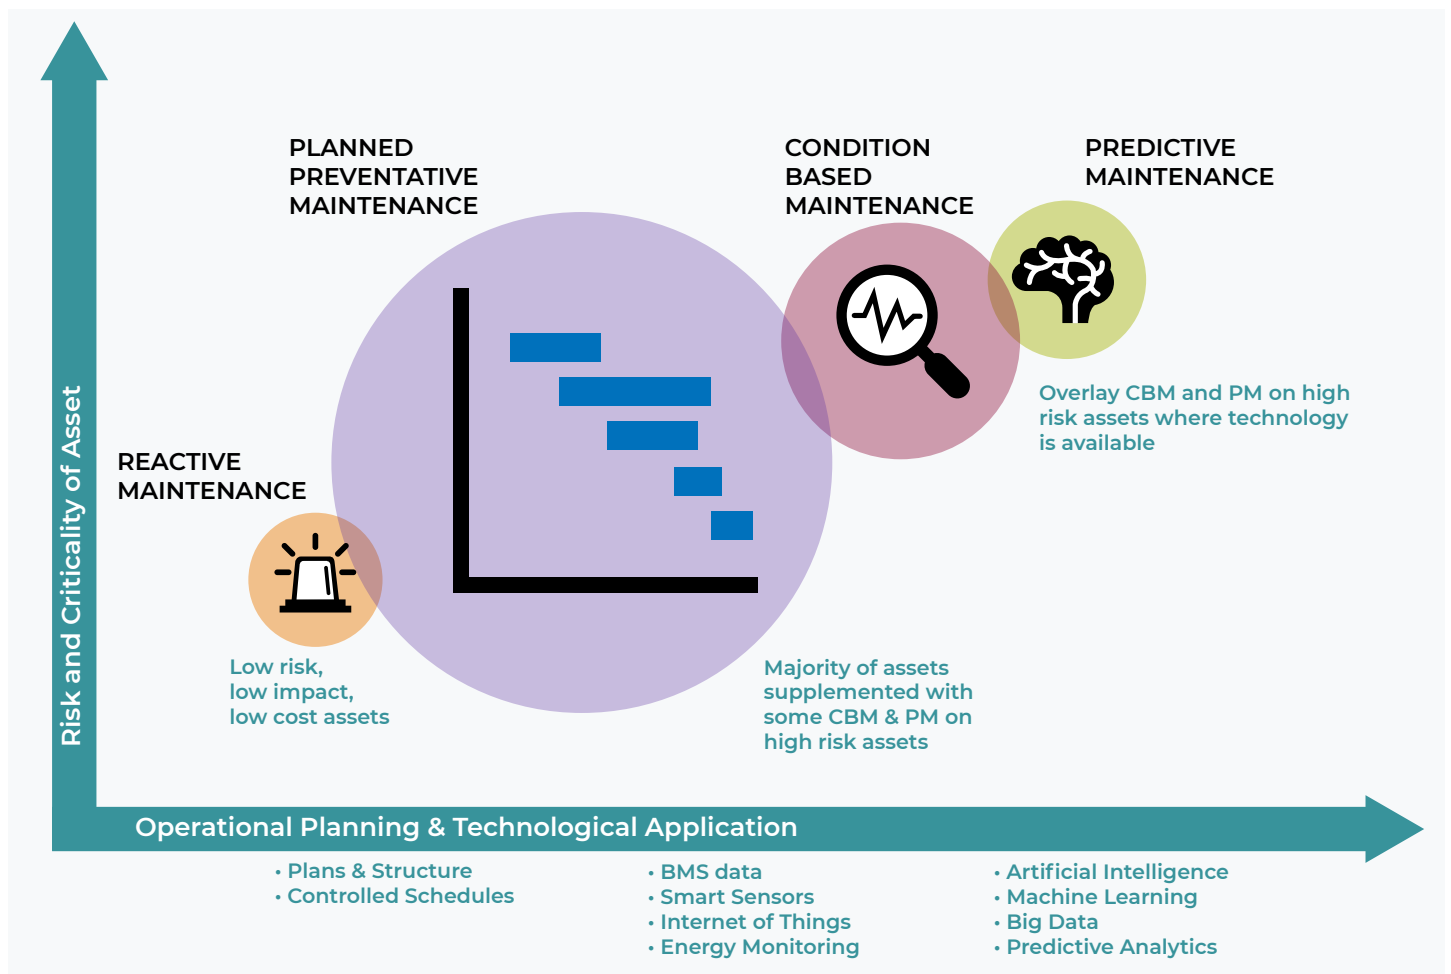 PLANNED
PREVENTATIVE
MAINTENANCE
CONDITION
BASED
MAINTENANCE
PREDICTIVE
MAINTENANCE
Overlay CBM and PM on high
risk assets where technology
is available
REACTIVE
MAINTENANCE
Low risk,
low impact,
low cost assets
Majority of assets
supplemented with
some CBM & PM on
high risk assets
Risk and Criticality of Asset
Operational Planning & Technological Application
• Plans & Structure
• Controlled Schedules
• BMS data
• Smart Sensors
• Internet of Things
• Energy Monitoring
• Artificial Intelligence
• Machine Learning
• Big Data
• Predictive Analytics